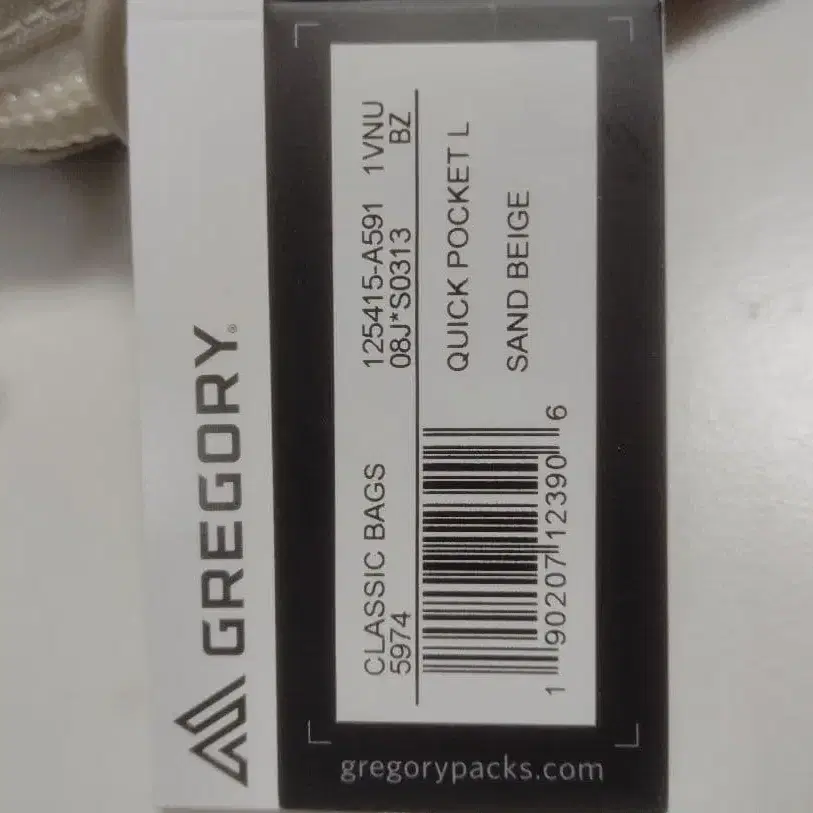 GREGORY®
CLASSIC BAGS 125415-A591 1VNU
5974 08J*S0313 BZ
QUICK POCKET L
SAND BEIGE
1 90207 12390 6
gregorypacks.com